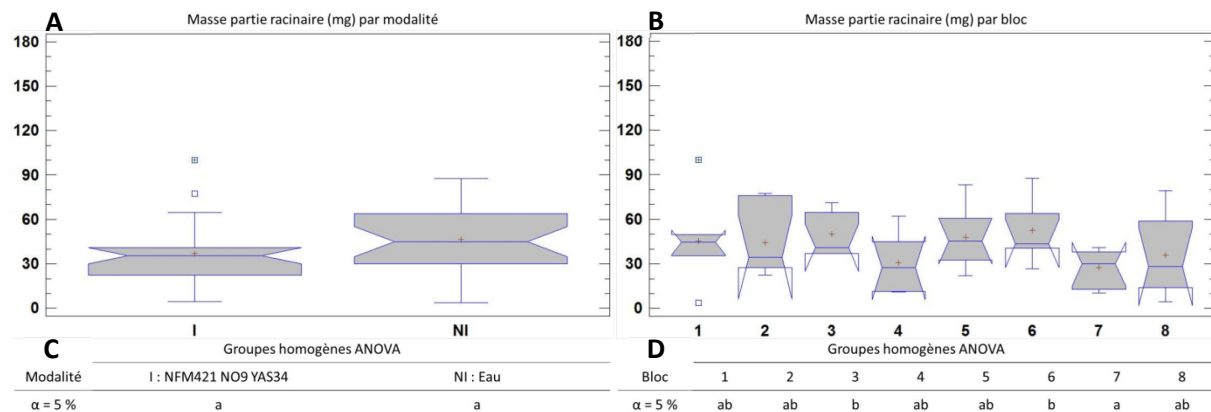 A Masse partie racinaire (mg) par modalité
180
150
120
90
60
30
0
I NI
B Masse partie racinaire (mg) par bloc
180
150
120
90
60
30
0
1 2 3 4 5 6 7 8
C Groupes homogènes ANOVA
Modalité I : NFM421 NO9 YAS34 NI : Eau
α = 5 % a a
D Groupes homogènes ANOVA
Bloc 1 2 3 4 5 6 7 8
α = 5 % ab ab b ab ab b a ab